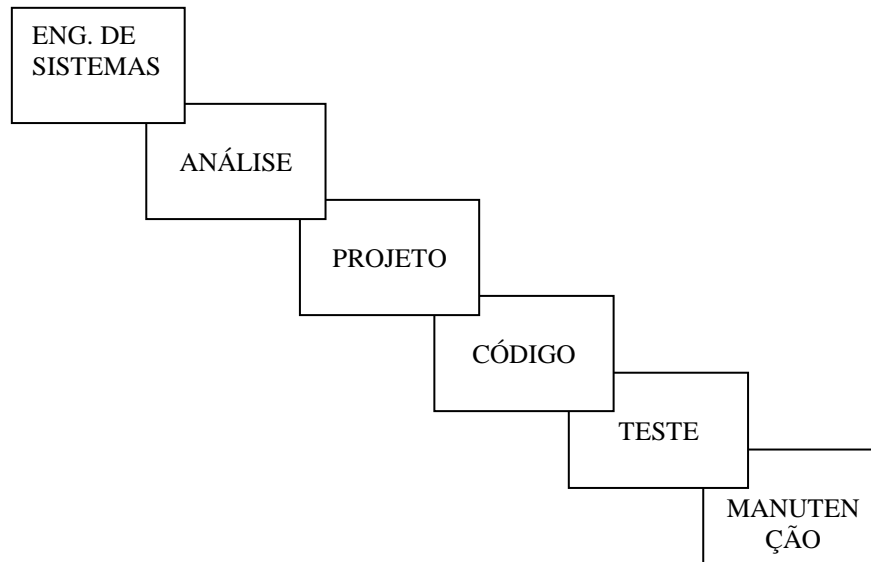 ENG. DE
SISTEMAS
ANÁLISE
PROJETO
CÓDIGO
TESTE
MANUTEN
ÇÃO